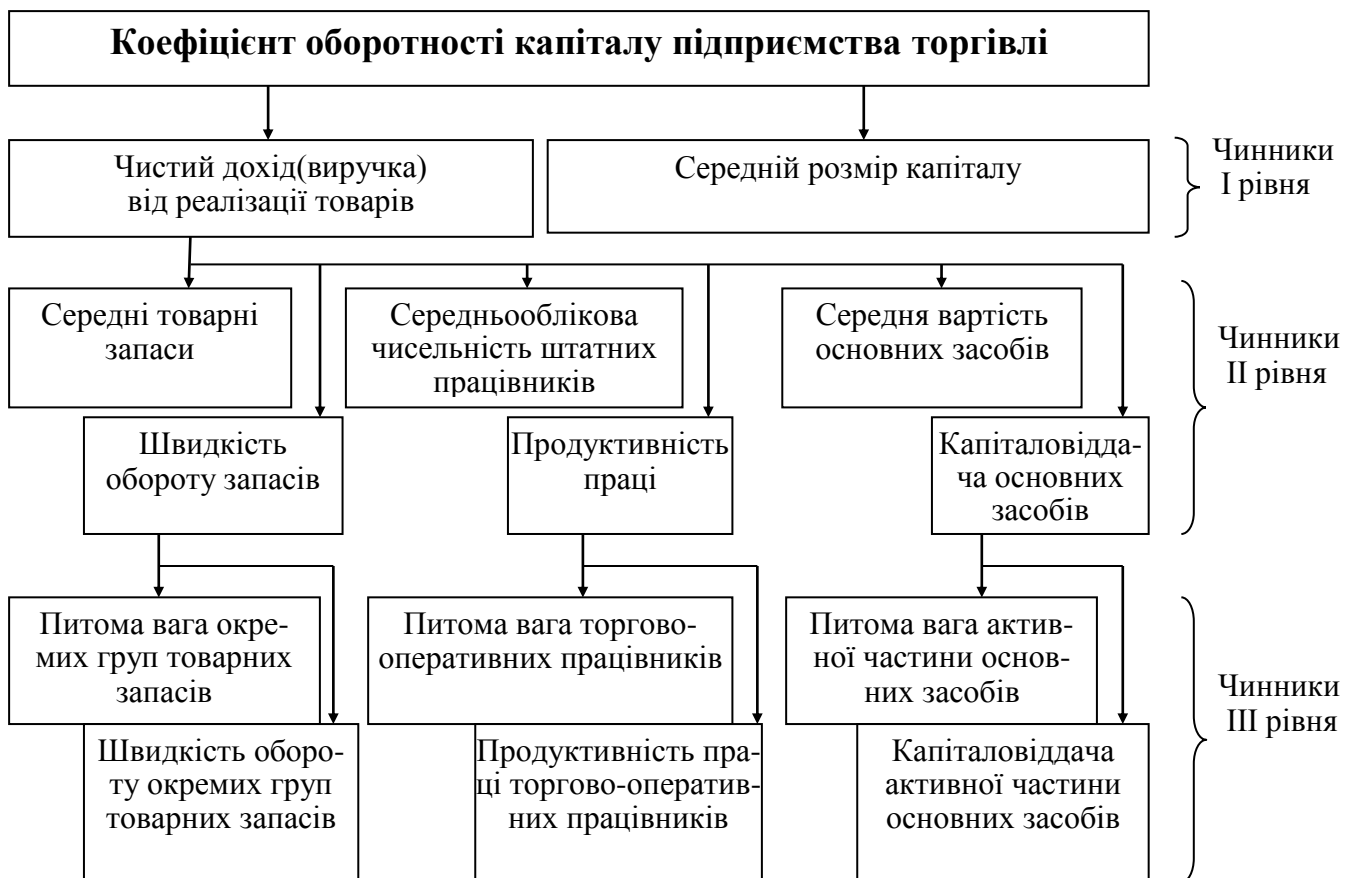 Коефіцієнт оборотності капіталу підприємства торгівлі
Чистий дохід(виручка)
від реалізації товарів
Середній розмір капіталу
Чинники
І рівня
Середні товарні
запаси
Середньооблікова
чисельність штатних
працівників
Середня вартість
основних засобів
Чинники
ІІ рівня
Швидкість
обороту запасів
Продуктивність
праці
Капіталовідда-
ча основних
засобів
Питома вага окре-
мих груп товарних
запасів
Питома вага торгово-
оперативних працівників
Питома вага актив-
ної частини основ-
них засобів
Чинники
ІІІ рівня
Швидкість оборо-
ту окремих груп
товарних запасів
Продуктивність пра-
ці торгово-оператив-
них працівників
Капіталовіддача
активної частини
основних засобів